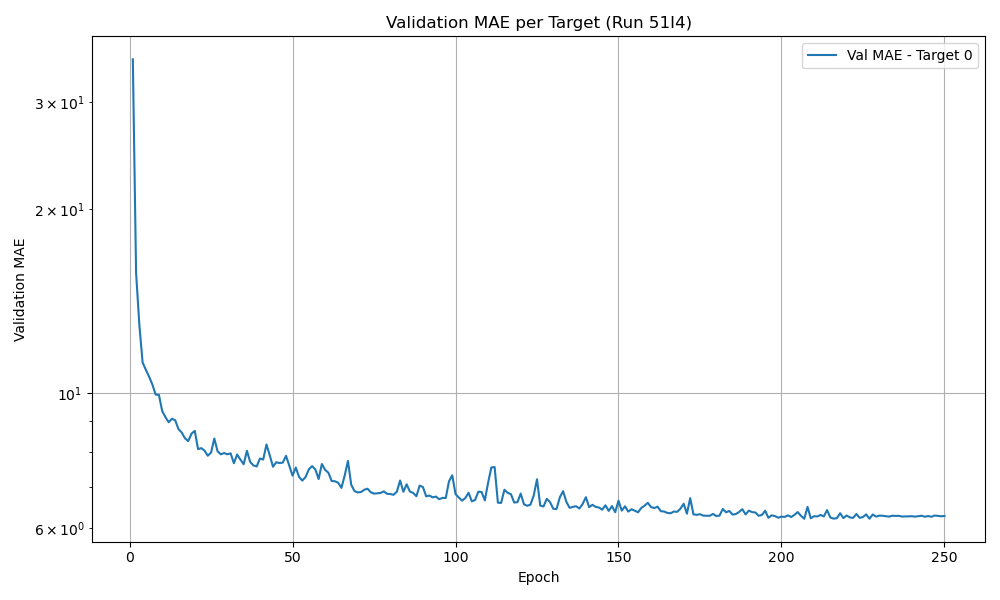 Validation MAE per Target (Run 51I4)
Val MAE - Target 0
Validation MAE
3 × 10¹
2 × 10¹
10¹
6 × 10⁰
0 50 100 150 200 250
Epoch